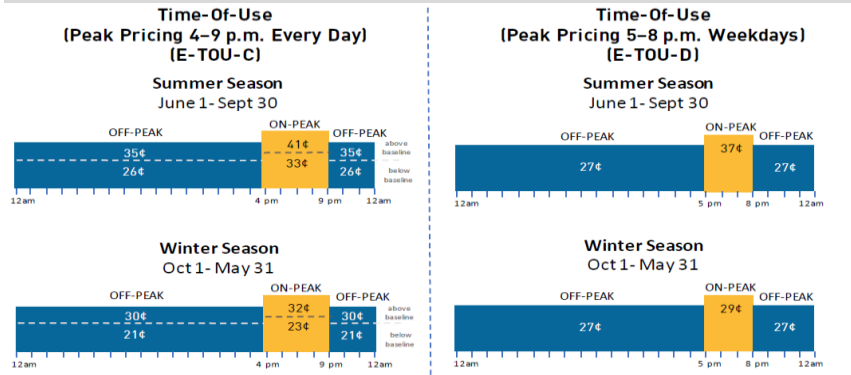 Time-Of-Use
(Peak Pricing 4–9 p.m. Every Day)
(E-TOU-C)
Summer Season
June 1- Sept 30
OFF-PEAK
ON-PEAK
OFF-PEAK
41¢
above
baseline
35¢
35¢
33¢
26¢
26¢
below
baseline
12am
4 pm
9 pm
12am
Winter Season
Oct 1- May 31
OFF-PEAK
ON-PEAK
OFF-PEAK
32¢
above
baseline
30¢
30¢
23¢
21¢
21¢
below
baseline
12am
4 pm
9 pm
12am
Time-Of-Use
(Peak Pricing 5–8 p.m. Weekdays)
(E-TOU-D)
Summer Season
June 1- Sept 30
OFF-PEAK
ON-PEAK
OFF-PEAK
37¢
27¢
27¢
12am
5 pm
8 pm
12am
Winter Season
Oct 1- May 31
OFF-PEAK
ON-PEAK
OFF-PEAK
29¢
27¢
27¢
12am
5 pm
8 pm
12am